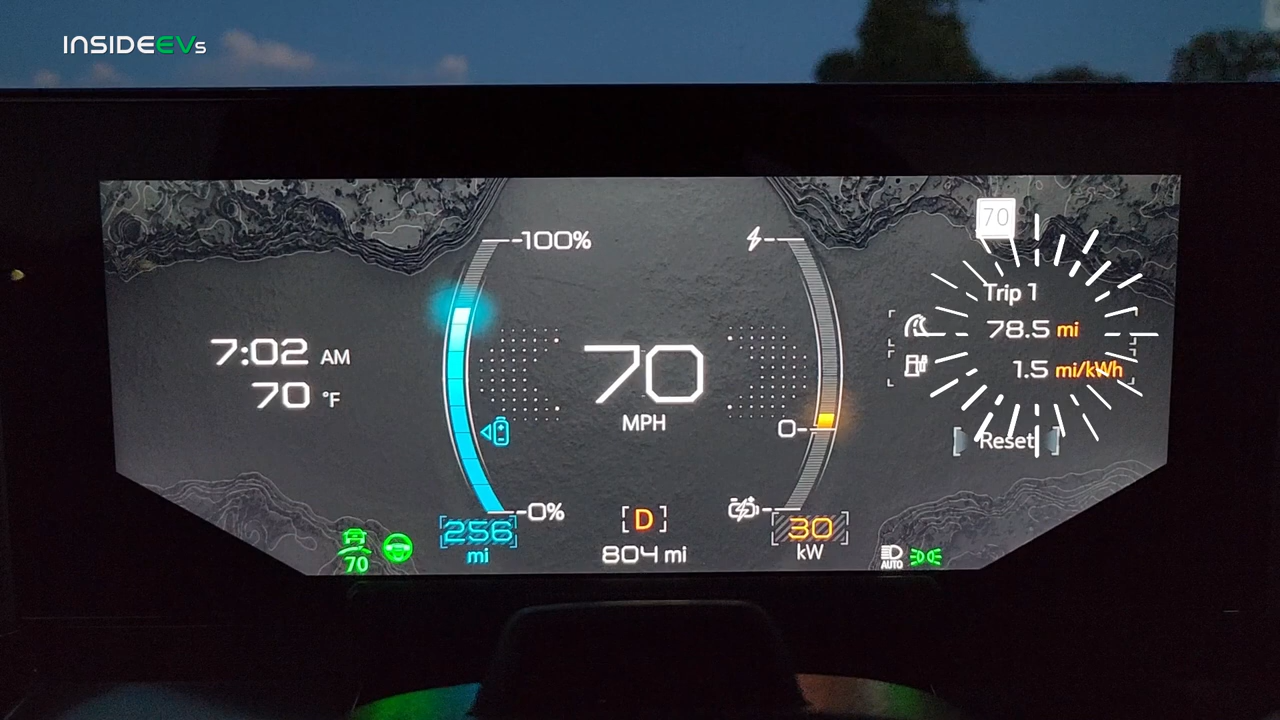 INSIDEEVs
7:02 AM
70 °F
100%
0%
256
mi
70
MPH
D
804 mi
0
30
kW
70
Trip 1
78.5 mi
1.5 mi/kWh
Reset
70
AUTO